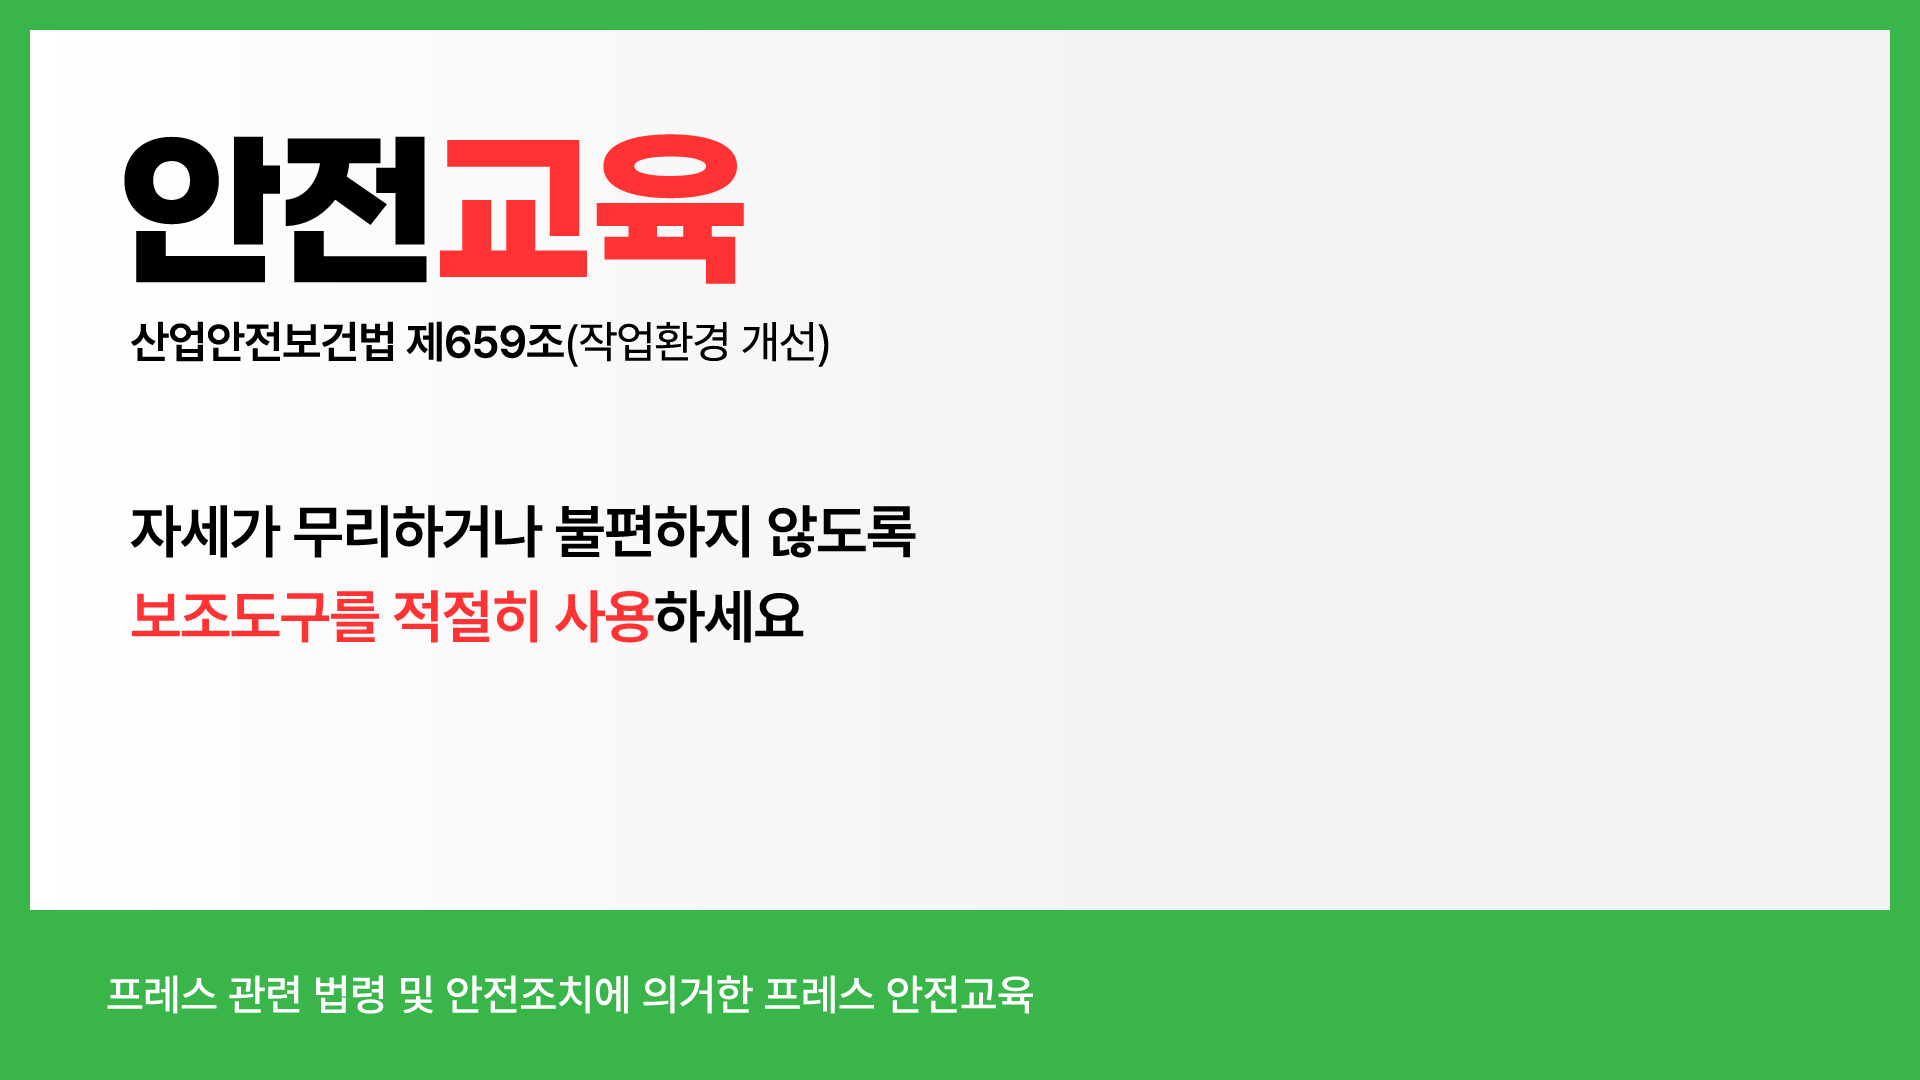 안전교육
산업안전보건법 제659조(작업환경 개선)
자세가 무리하거나 불편하지 않도록
보조도구를 적절히 사용하세요
프레스 관련 법령 및 안전조치에 의거한 프레스 안전교육